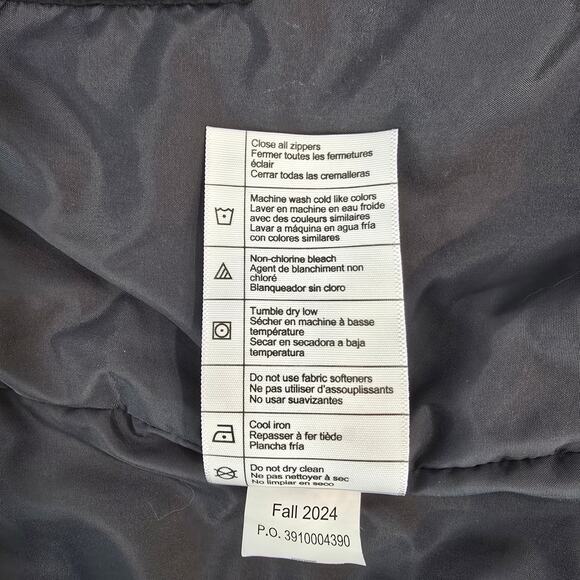 Close all zippers
Fermer toutes les fermetures
éclair
Cerrar todas las cremalleras
Machine wash cold like colors
Laver en machine en eau froide
avec des couleurs similaires
Lavar a máquina en agua fría
con colores similares
Non-chlorine bleach
Agent de blanchiment non
chloré
Blanqueador sin cloro
Tumble dry low
Sécher en machine à basse
température
Secar en secadora a baja
temperatura
Do not use fabric softeners
Ne pas utiliser d'assouplissants
No usar suavizantes
Cool iron
Repasser à fer tiède
Plancha fría
Do not dry clean
Ne pas nettoyer à sec
No limpiar en seco
Fall 2024
P.O. 3910004390